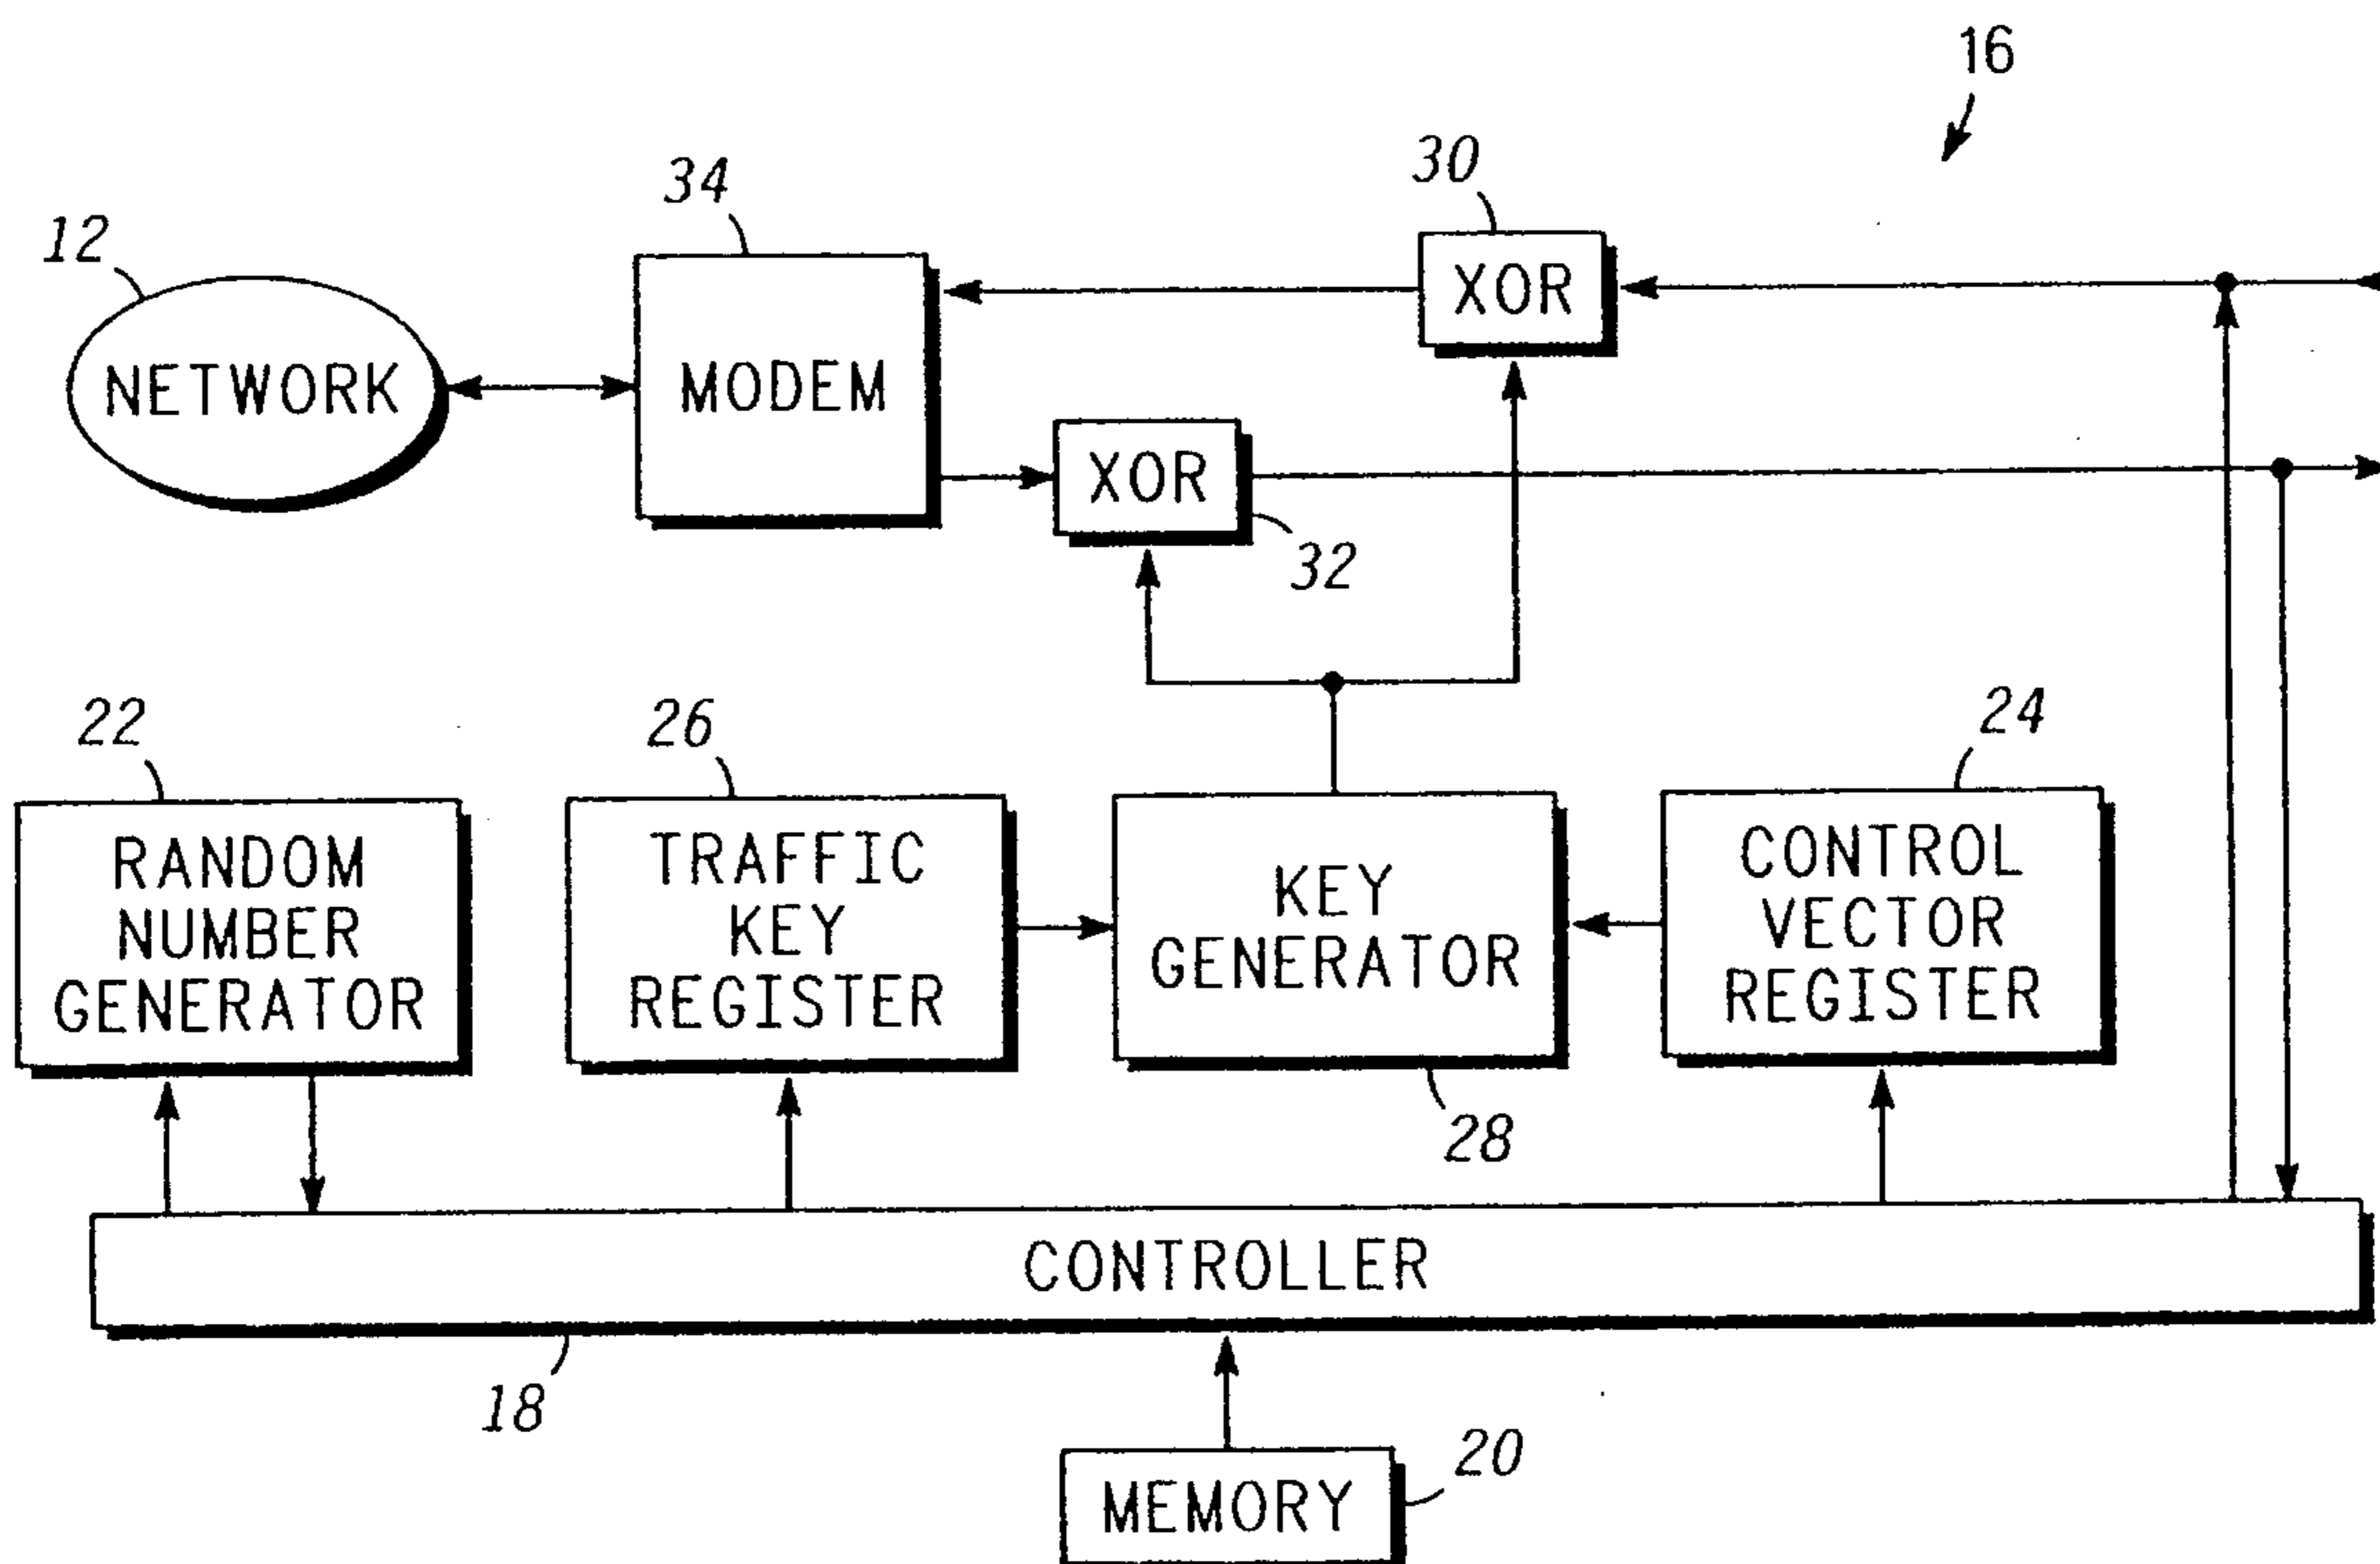 16
30
34
12
XOR
NETWORK
MODEM
XOR
32
22
26
24
RANDOM
NUMBER
GENERATOR
TRAFFIC
KEY
REGISTER
KEY
GENERATOR
CONTROL
VECTOR
REGISTER
28
CONTROLLER
18
20
MEMORY